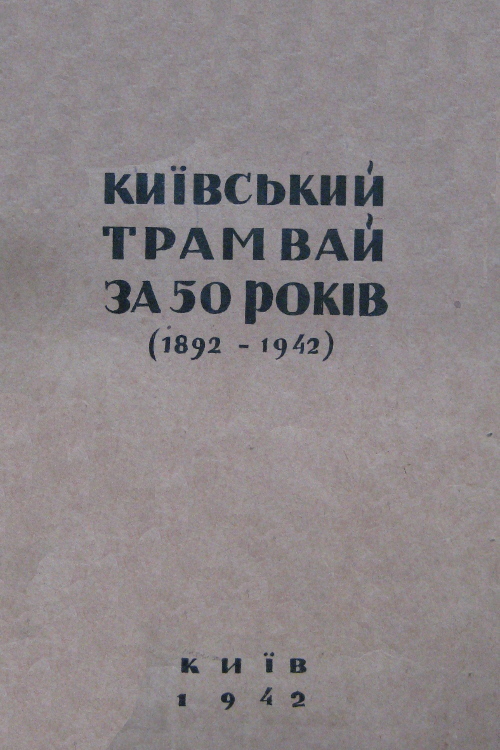 КИЇВСЬКИЙ
ТРАМВАЙ
ЗА 50 РОКІВ
(1892 - 1942)
КИЇВ
1942